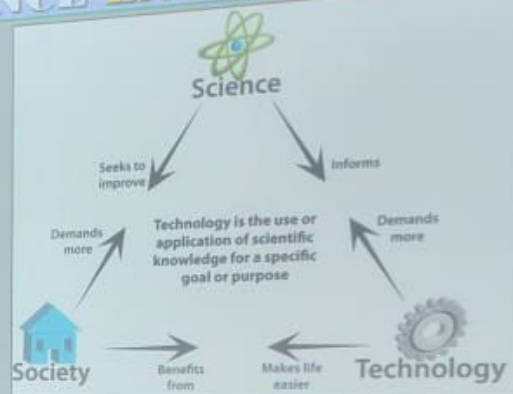 Science
Seeks to
improve
Informs
Demands
more
Technology is the use or
application of scientific
knowledge for a specific
goal or purpose
Demands
more
Society
Benefits
from
Makes life
easier
Technology